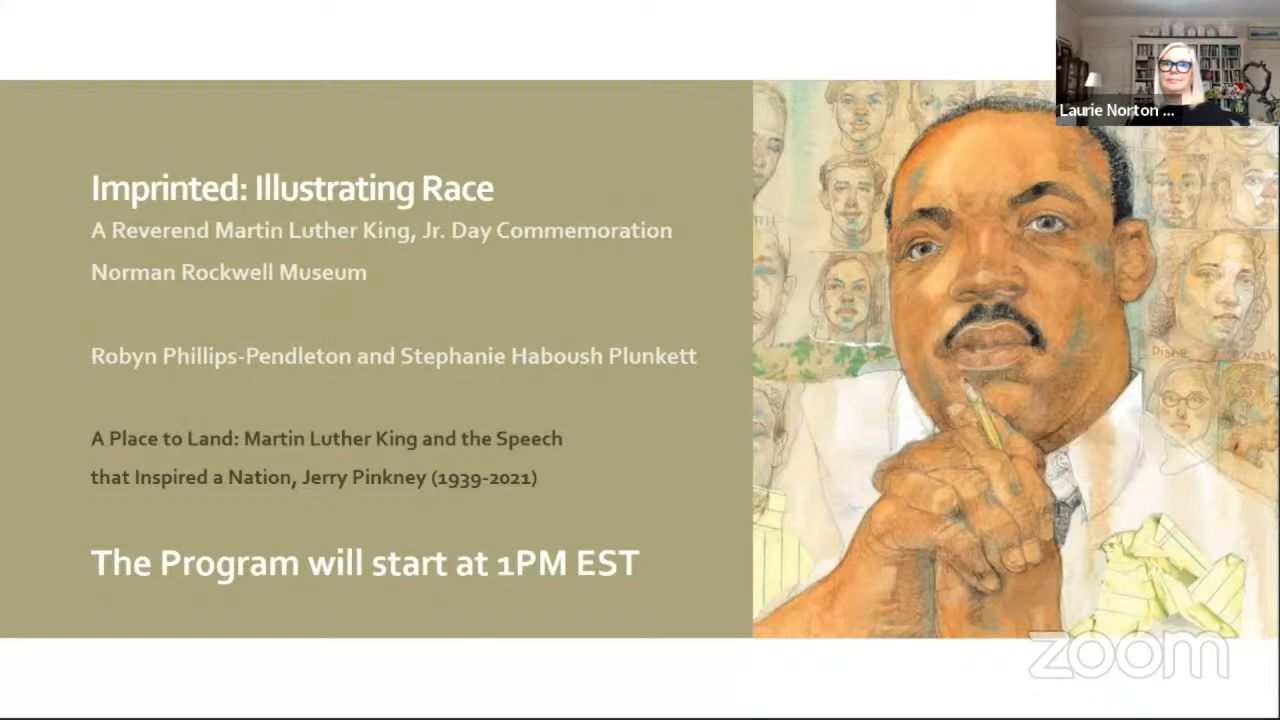 Laurie Norton ...
Imprinted: Illustrating Race
A Reverend Martin Luther King, Jr. Day Commemoration
Norman Rockwell Museum
Robyn Phillips-Pendleton and Stephanie Haboush Plunkett
A Place to Land: Martin Luther King and the Speech
that Inspired a Nation, Jerry Pinkney (1939-2021)
The Program will start at 1PM EST
Diane
zoom